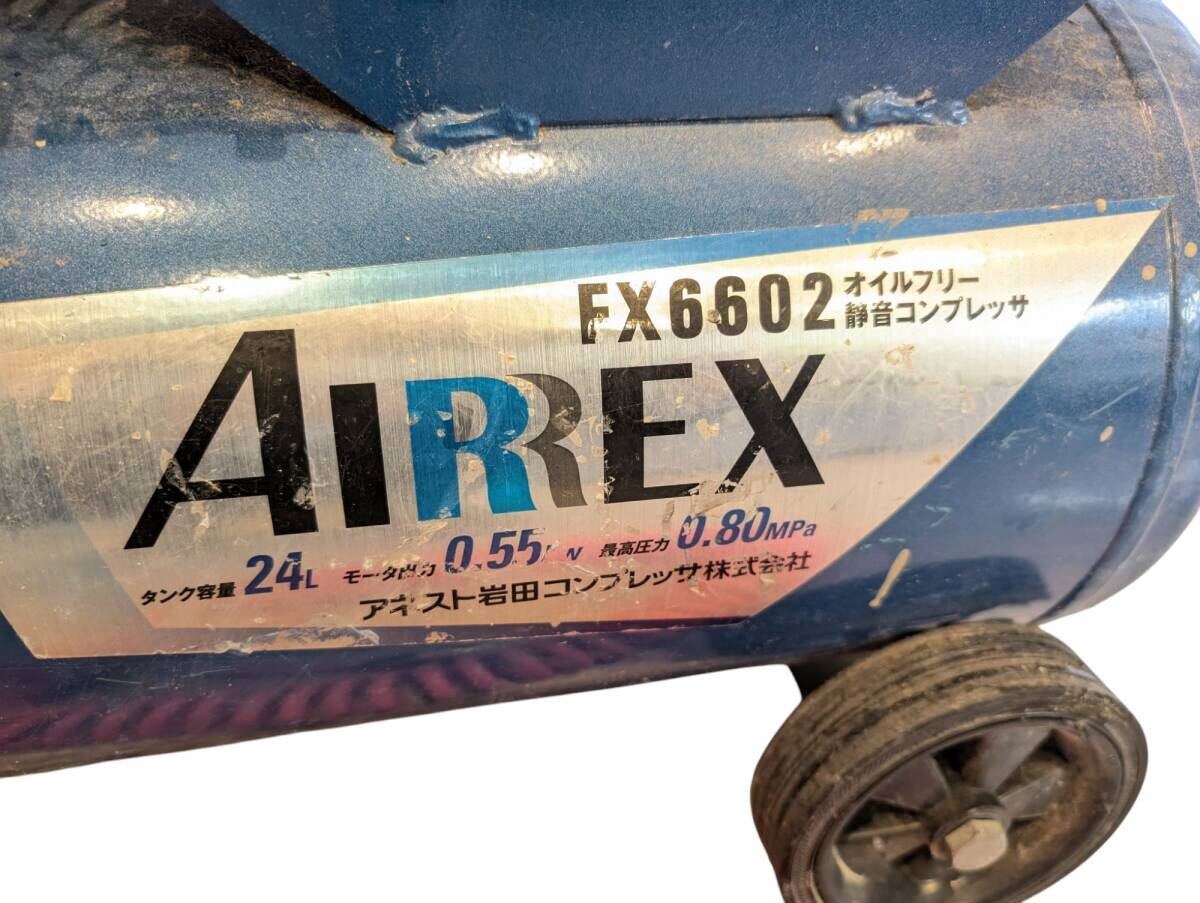 FX6602 オイルフリー
静音コンプレッサ
AIRREX
タンク容量 24L モータ出力 0.55kW 最高圧力 0.80MPa
アネスト岩田コンプレッサ株式会社